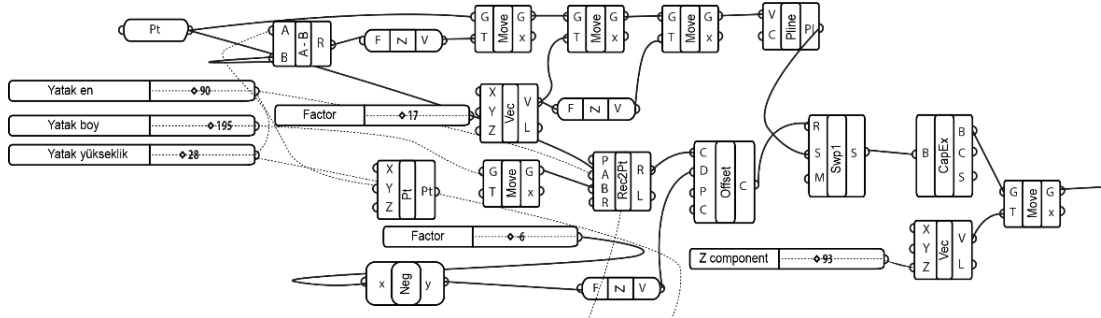 Pt
A
B
A - B
R
F N V
G
T
Move
G
x
G
T
Move
G
x
G
T
Move
G
x
V
C
Pline
Pl
Yatak en 90
Yatak boy 195
Yatak yükseklik 28
Factor 17
X
Y
Z
Vec
V
L
F N V
X
Y
Z
Pt
Pt
G
T
Move
G
x
P
A
B
R
Rec2Pt
R
L
C
D
P
C
Offset
C
R
S
M
Swp1
S
B
CapEx
B
C
S
G
T
Move
G
x
Factor 6
x Neg y
F N V
Z component 93
X
Y
Z
Vec
V
L